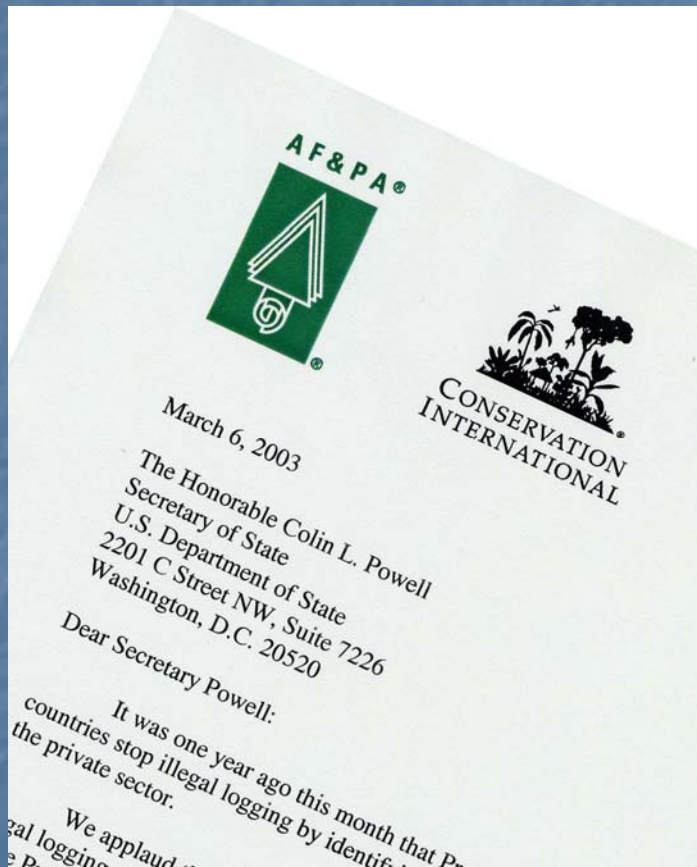 AF&PA®
®
CONSERVATION
INTERNATIONAL®
March 6, 2003
The Honorable Colin L. Powell
Secretary of State
U.S. Department of State
2201 C Street NW, Suite 7226
Washington, D.C. 20520
Dear Secretary Powell:
It was one year ago this month that
countries stop illegal logging by
the private sector.
We applaud
logging